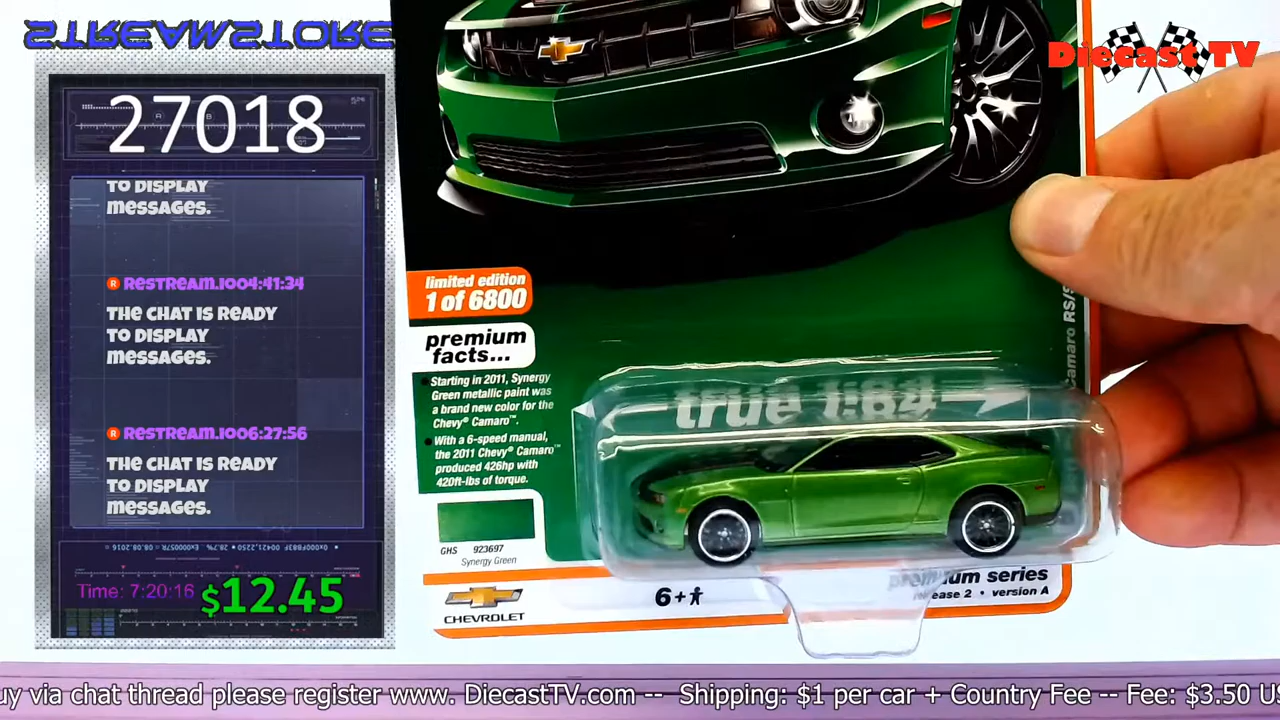 STREAMSTORE
27018
TO DISPLAY
MESSAGES.
RESTREAM.IO04:41:34
THE CHAT IS READY
TO DISPLAY
MESSAGES.
RESTREAM.IO06:27:56
THE CHAT IS READY
TO DISPLAY
MESSAGES.
Time: 7:20:16
$12.45
Diecast TV
limited edition
1 of 6800
premium
facts...
Starting in 2011, Synergy
Green metallic paint was
a brand new color for the
Chevy® Camaro™.
With a 6-speed manual,
the 2011 Chevy® Camaro™
produced 426hp with
420ft-lbs of torque.
GHS 923697
Synergy Green
CHEVROLET
6+
true 1:64
Camaro
premium series
release 2 • version A
uy via chat thread please register www. DiecastTV.com -- Shipping: $1 per car + Country Fee -- Fee: $3.50 US